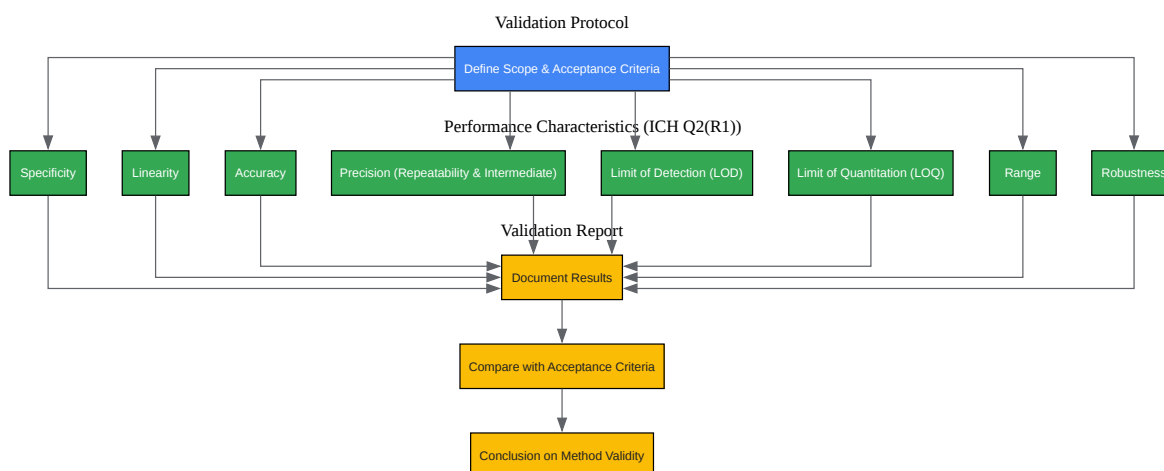 Validation Protocol
Define Scope & Acceptance Criteria
Performance Characteristics (ICH Q2(R1))
Specificity
Linearity
Accuracy
Precision (Repeatability & Intermediate)
Limit of Detection (LOD)
Limit of Quantitation (LOQ)
Range
Robustness
Validation Report
Document Results
Compare with Acceptance Criteria
Conclusion on Method Validity